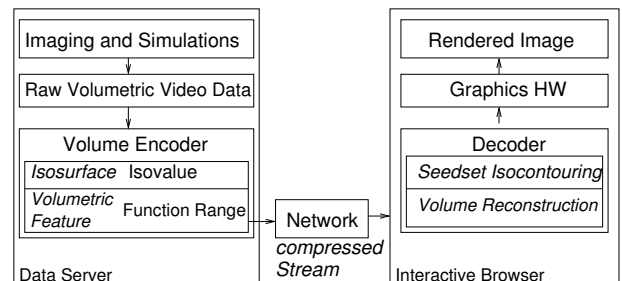 Imaging and Simulations
Raw Volumetric Video Data
Volume Encoder
Isosurface Isovalue
Volumetric Feature Function Range
Data Server
Network
compressed
Stream
Rendered Image
Graphics HW
Decoder
Seedset Isocontouring
Volume Reconstruction
Interactive Browser